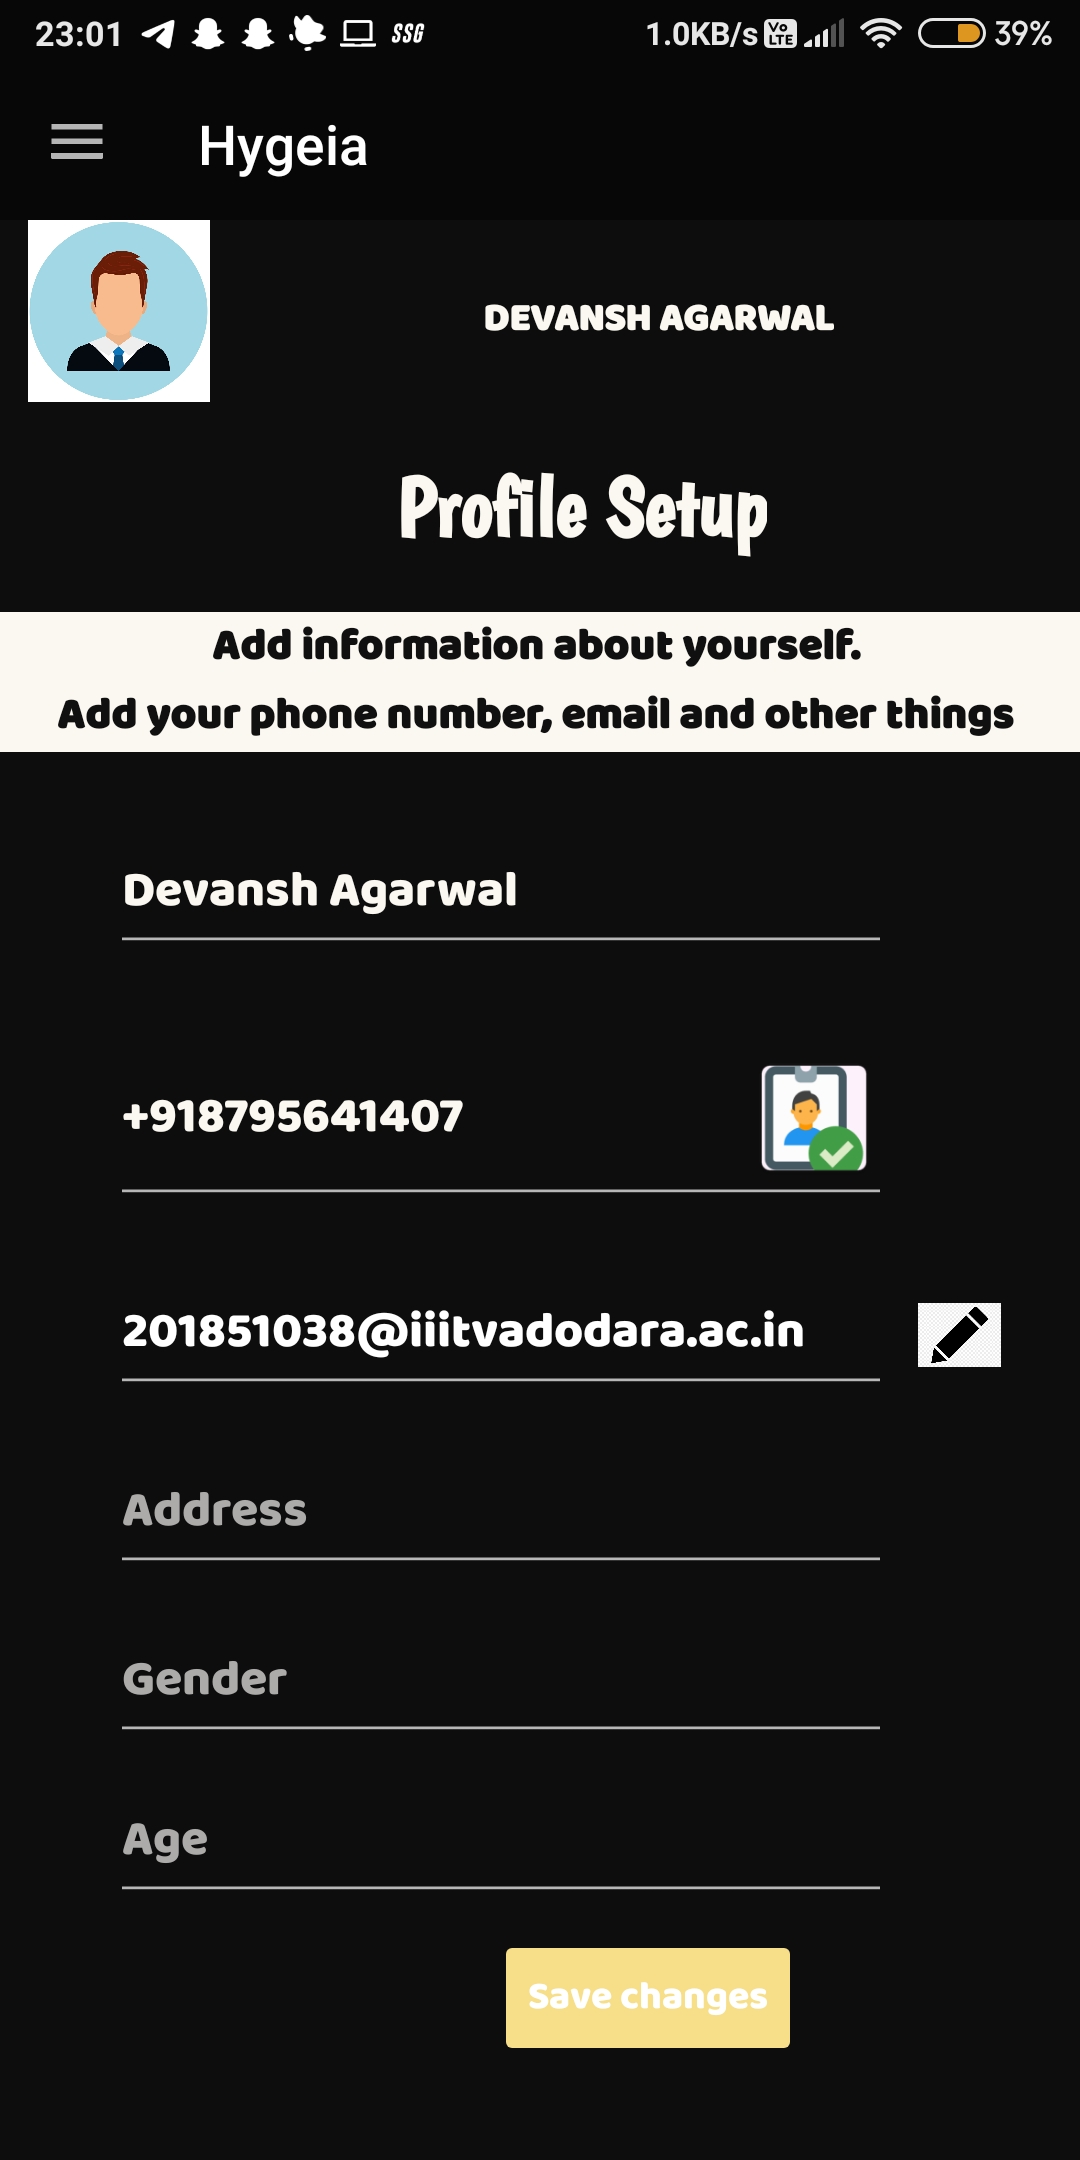 23:01 SSG 1.0KB/s Vo LTE 39%
Hygeia
DEVANSH AGARWAL
Profile Setup
Add information about yourself.
Add your phone number, email and other things
Devansh Agarwal
+918795641407
201851038@iiitvadodara.ac.in
Address
Gender
Age
Save changes